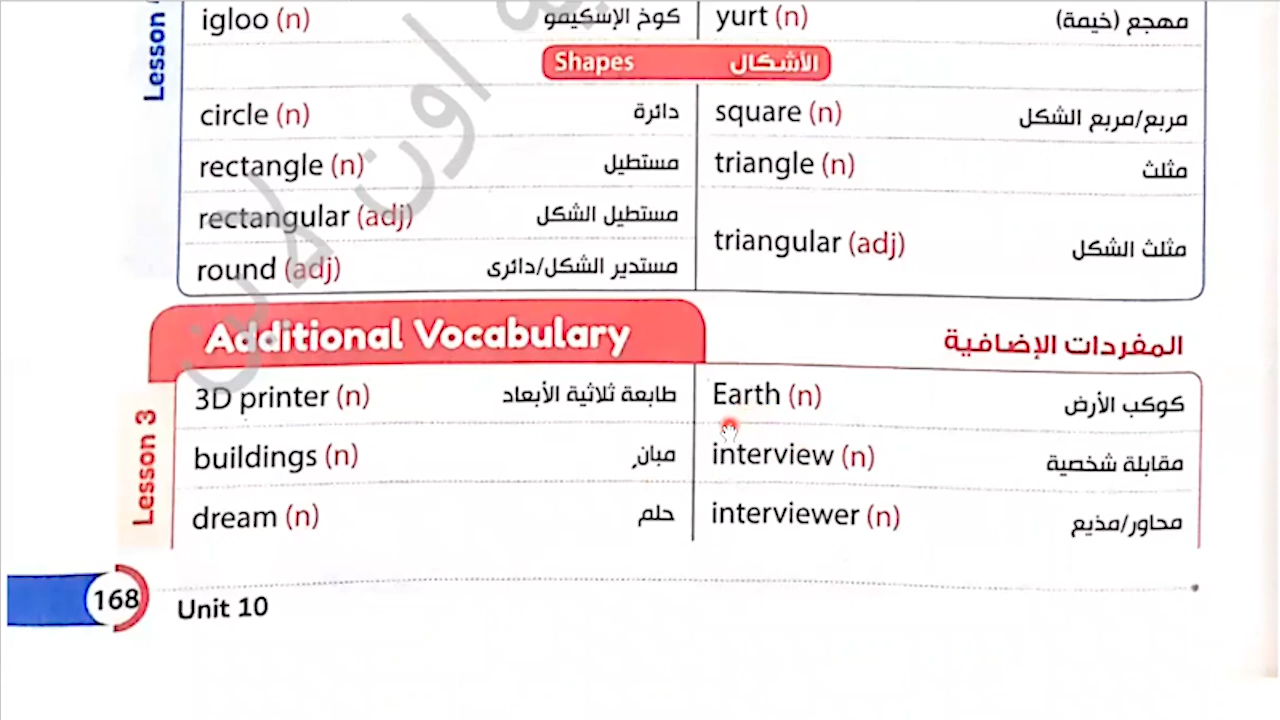 Lesson
igloo (n) كوخ الإسكيمو yurt (n) مهجع (خيمة)
Shapes الأشكال
circle (n) دائرة square (n) مربع/مربع الشكل
rectangle (n) مستطيل triangle (n) مثلث
rectangular (adj) مستطيل الشكل triangular (adj) مثلث الشكل
round (adj) مستدير الشكل/دائرى
Additional Vocabulary المفردات الإضافية
Lesson 3
3D printer (n) طابعة ثلاثية الأبعاد Earth (n) كوكب الأرض
buildings (n) مبانٍ interview (n) مقابلة شخصية
dream (n) حلم interviewer (n) محاور/مذيع
168 Unit 10